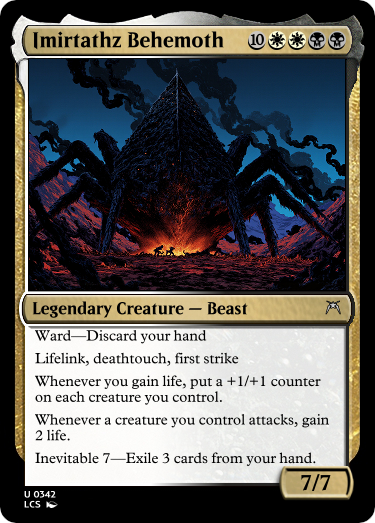 Imirtathz Behemoth 10
Legendary Creature — Beast
Ward—Discard your hand
Lifelink, deathtouch, first strike
Whenever you gain life, put a +1/+1 counter
on each creature you control.
Whenever a creature you control attacks, gain
2 life.
Inevitable 7—Exile 3 cards from your hand.
7/7
U 0342
LCS